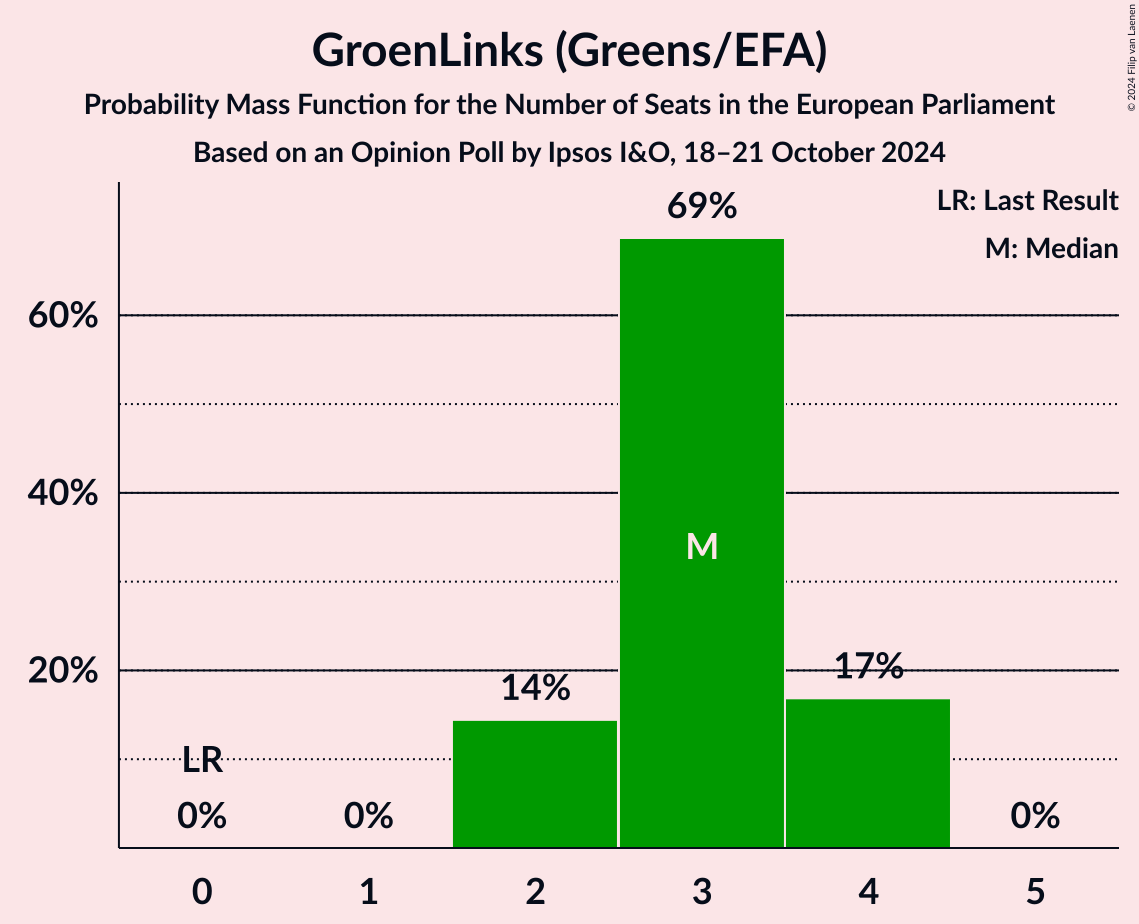 GroenLinks (Greens/EFA)
Probability Mass Function for the Number of Seats in the European Parliament
Based on an Opinion Poll by Ipsos I&O, 18–21 October 2024
© 2024 Filip van Laenen
LR: Last Result
M: Median
69%
60%
40%
M
20%
17%
14%
LR
0%
0%
0%
0 1 2 3 4 5